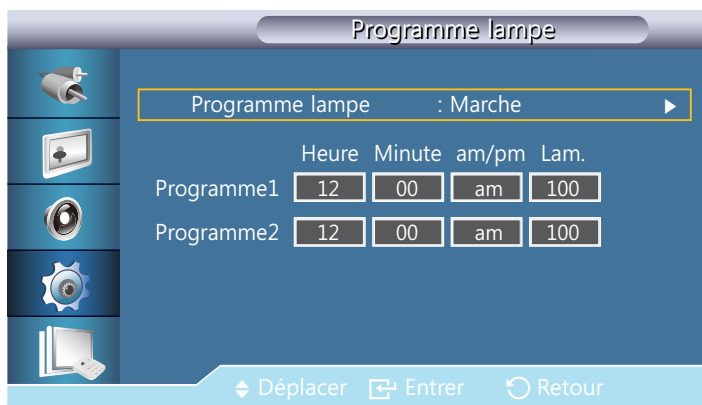 Programme lampe
Programme lampe : Marche
Heure Minute am/pm Lam.
Programme1 12 00 am 100
Programme2 12 00 am 100
Déplacer Entrer Retour